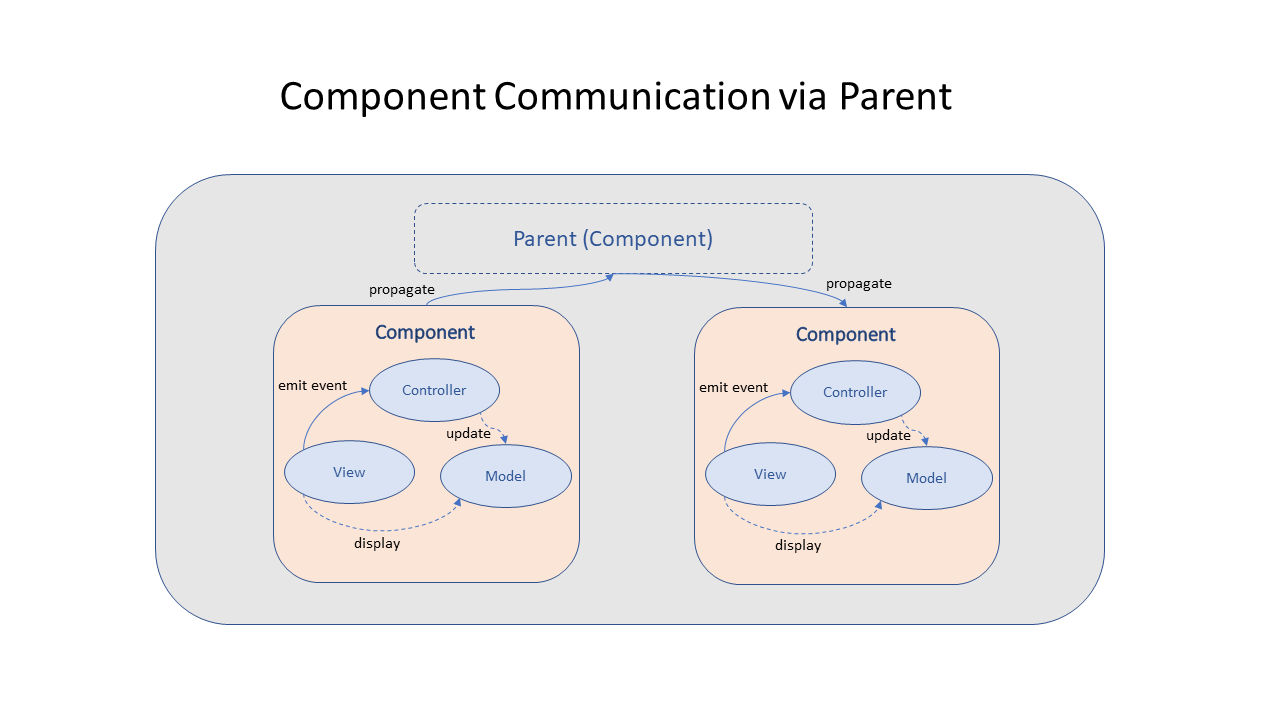 Component Communication via Parent
Parent (Component)
propagate
propagate
Component
emit event
Controller
update
View
Model
display
Component
emit event
Controller
update
View
Model
display